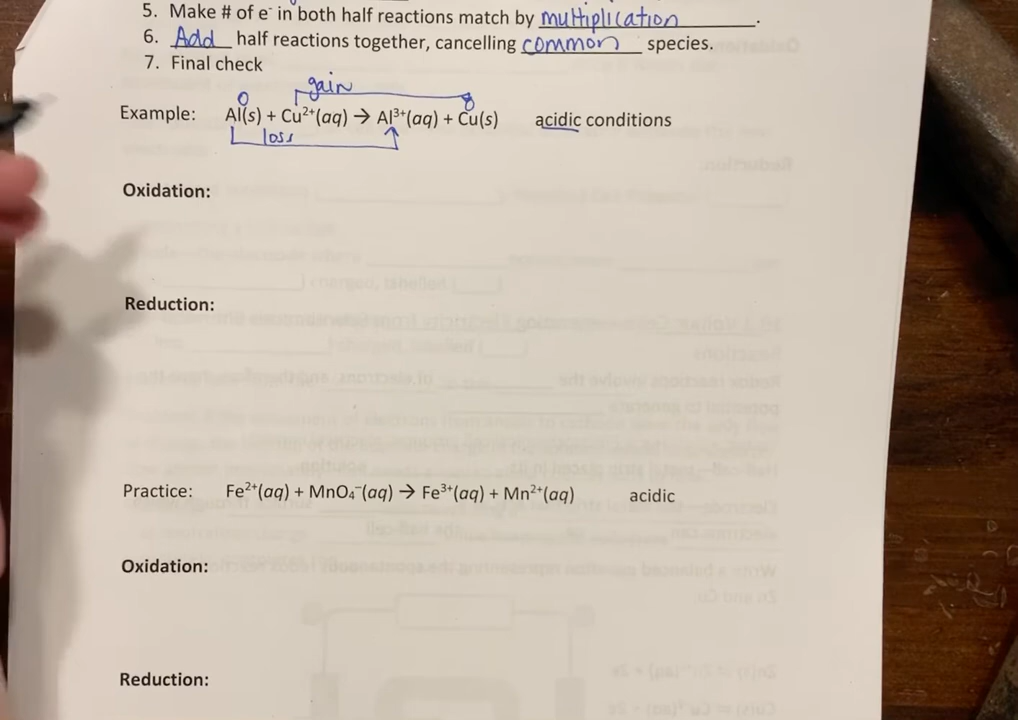 5. Make # of e⁻ in both half reactions match by multiplication.
6. Add half reactions together, cancelling common species.
7. Final check
gain
0 0
Example: Al(s) + Cu²⁺(aq) → Al³⁺(aq) + Cu(s) acidic conditions
loss
Oxidation:
Reduction:
Practice: Fe²⁺(aq) + MnO₄⁻(aq) → Fe³⁺(aq) + Mn²⁺(aq) acidic
Oxidation:
Reduction: